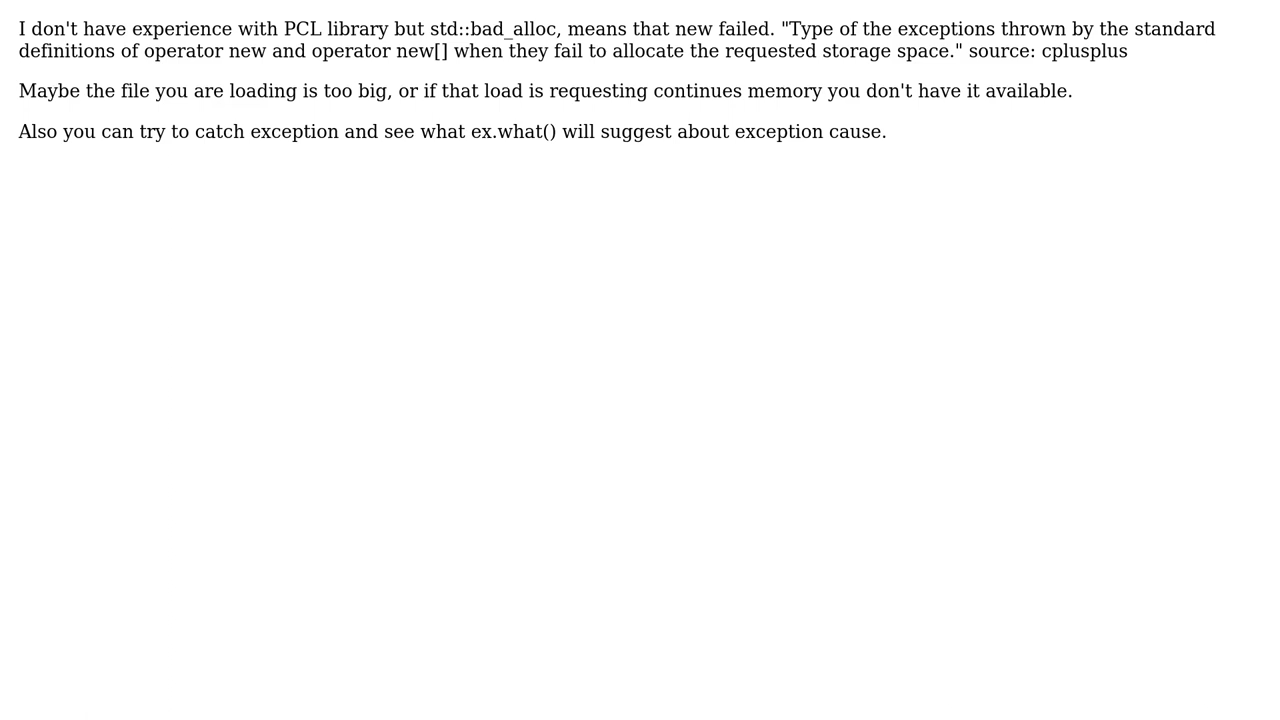 I don't have experience with PCL library but std::bad_alloc, means that new failed. "Type of the exceptions thrown by the standard
definitions of operator new and operator new[] when they fail to allocate the requested storage space." source: cplusplus
Maybe the file you are loading is too big, or if that load is requesting continues memory you don't have it available.
Also you can try to catch exception and see what ex.what() will suggest about exception cause.